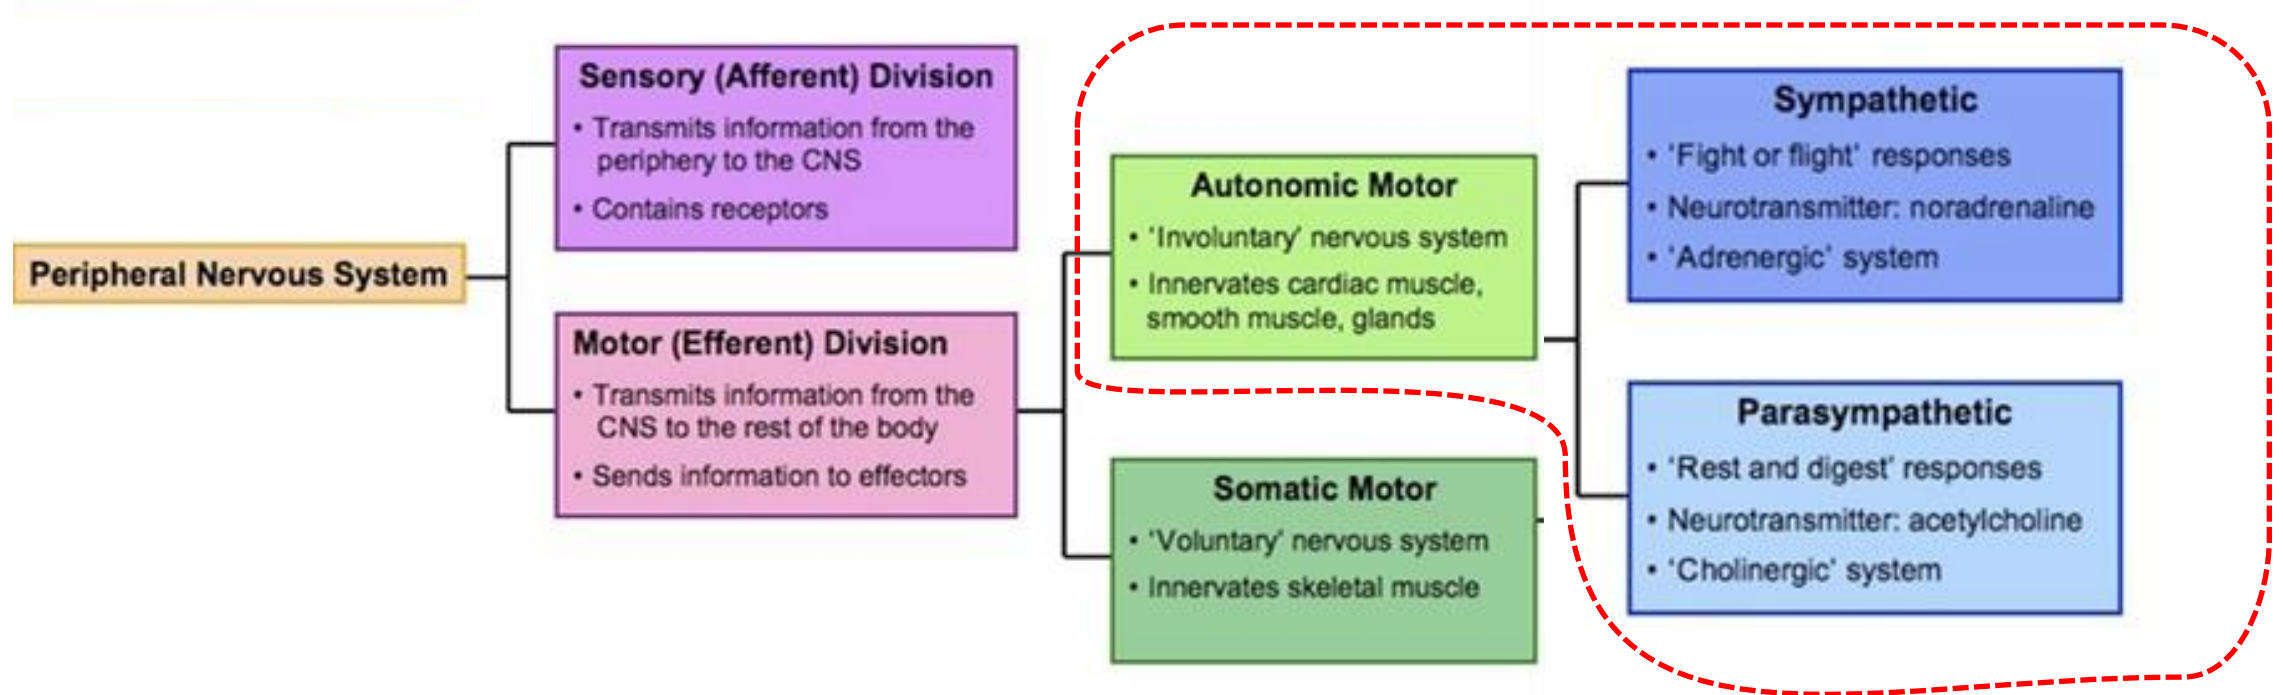 Peripheral Nervous System
Sensory (Afferent) Division
• Transmits information from the
periphery to the CNS
• Contains receptors
Motor (Efferent) Division
• Transmits information from the
CNS to the rest of the body
• Sends information to effectors
Autonomic Motor
• ‘Involuntary’ nervous system
• Innervates cardiac muscle,
smooth muscle, glands
Somatic Motor
• ‘Voluntary’ nervous system
• Innervates skeletal muscle
Sympathetic
• ‘Fight or flight’ responses
• Neurotransmitter: noradrenaline
• ‘Adrenergic’ system
Parasympathetic
• ‘Rest and digest’ responses
• Neurotransmitter: acetylcholine
• ‘Cholinergic’ system